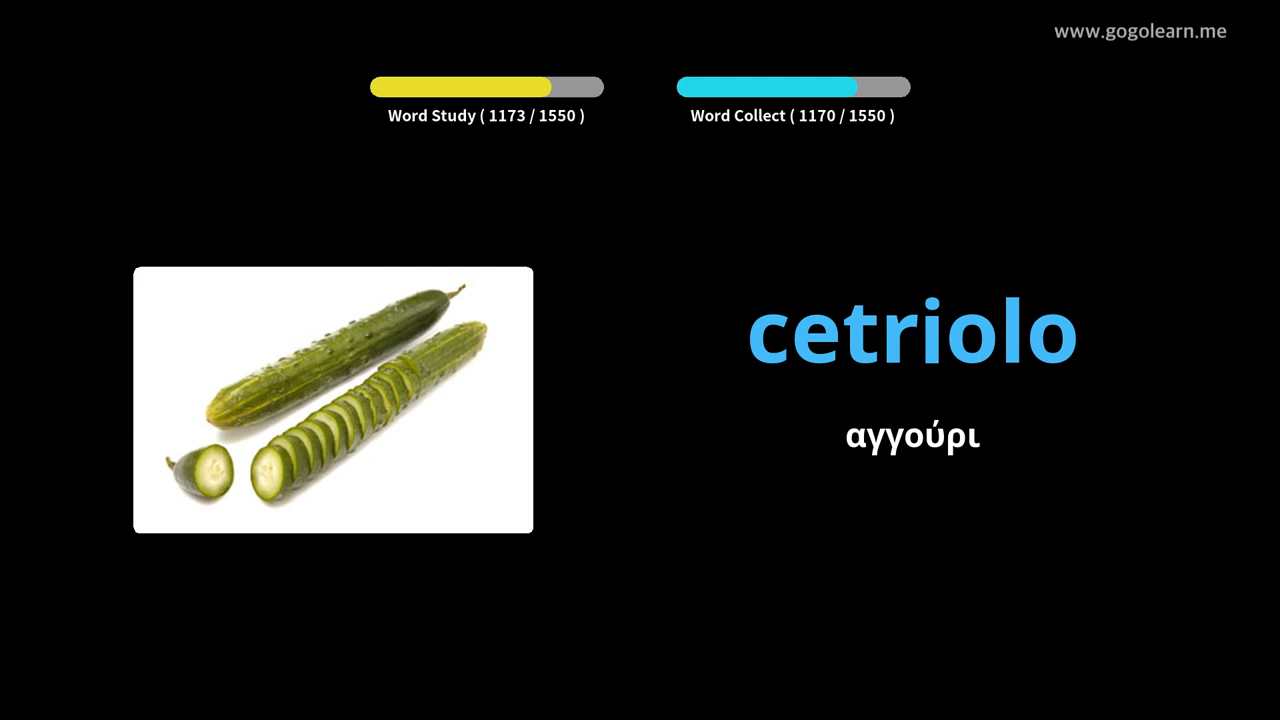 www.gogolearn.me
Word Study ( 1173 / 1550 )
Word Collect ( 1170 / 1550 )
cetriolo
αγγούρι